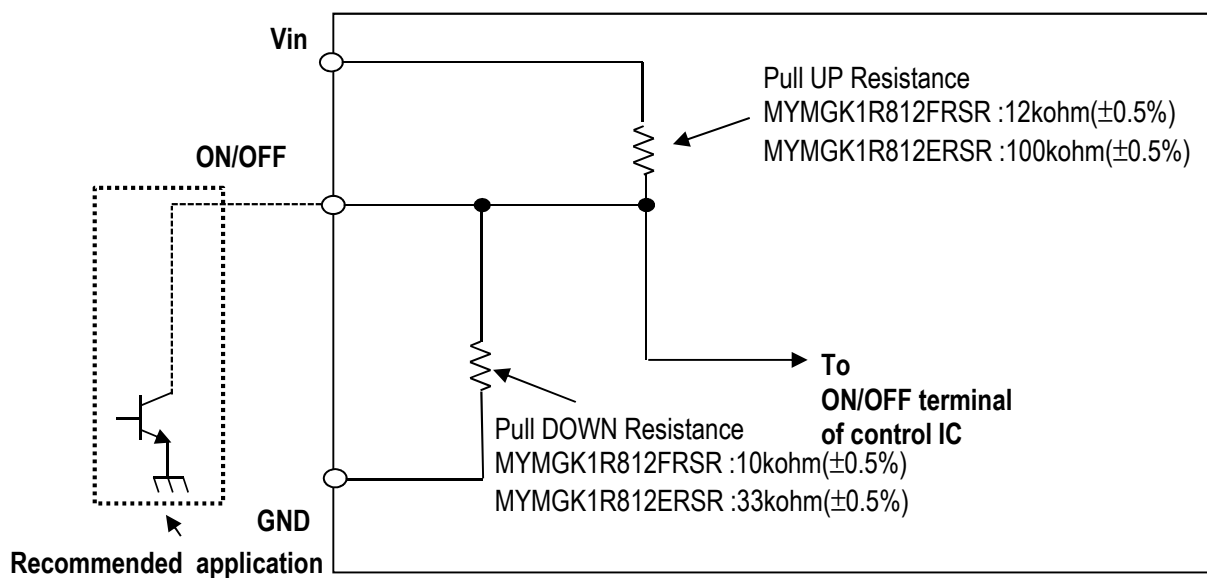 Vin
Pull UP Resistance
MYMGK1R812FRSR :12kohm(±0.5%)
MYMGK1R812ERSR :100kohm(±0.5%)
ON/OFF
To
ON/OFF terminal
of control IC
Pull DOWN Resistance
MYMGK1R812FRSR :10kohm(±0.5%)
MYMGK1R812ERSR :33kohm(±0.5%)
GND
Recommended application